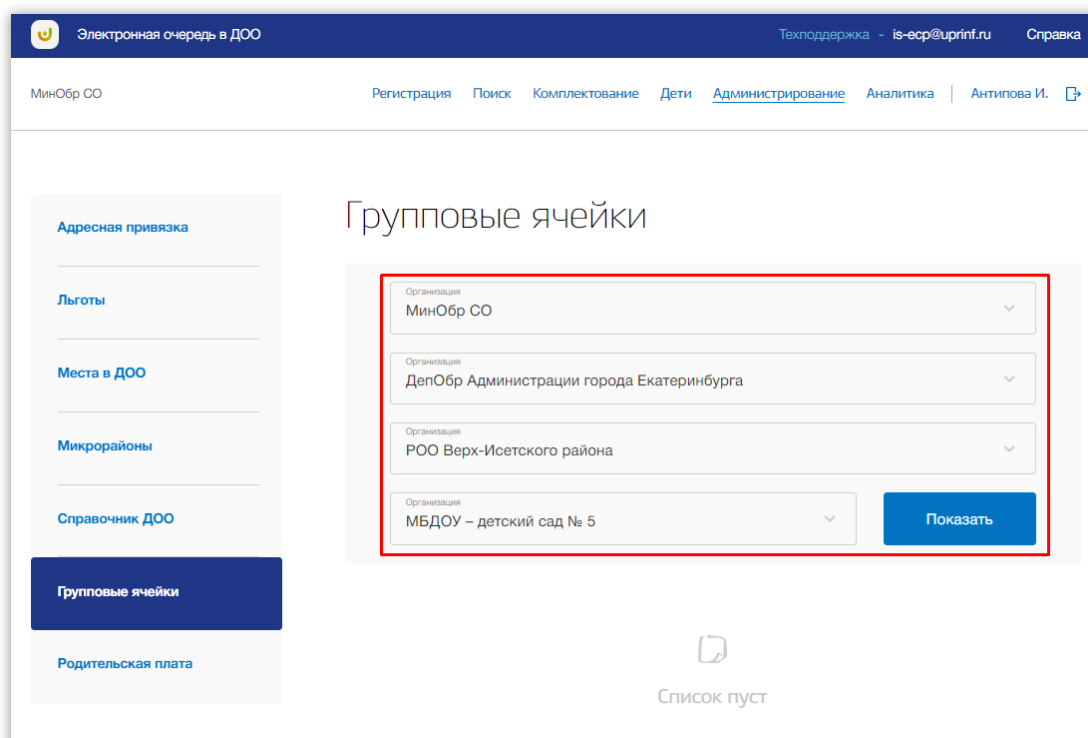 Электронная очередь в ДОО
Техподдержка - is-ecp@uprinf.ru Справка
МинОбр СО
Регистрация Поиск Комплектование Дети Администрирование Аналитика Антипова И.
Адресная привязка
Льготы
Места в ДОО
Микрорайоны
Справочник ДОО
Групповые ячейки
Родительская плата
Групповые ячейки
Организация
МинОбр СО
Организация
ДепОбр Администрации города Екатеринбурга
Организация
РОО Верх-Исетского района
Организация
МБДОУ – детский сад № 5
Показать
Список пуст